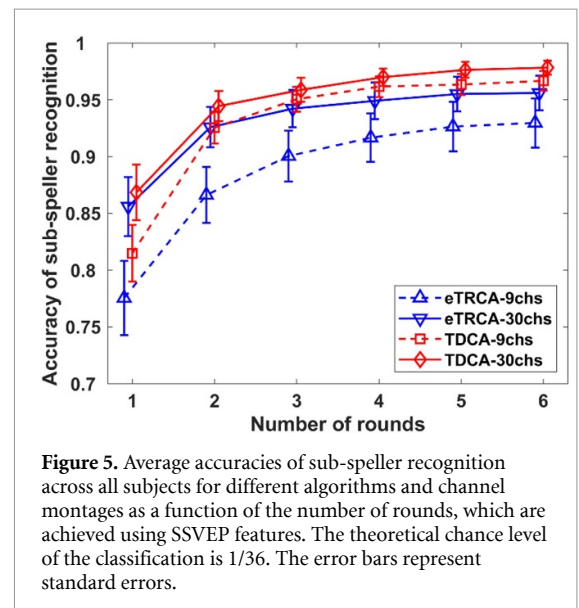 Accuracy of sub-speller recognition
1
0.95
0.9
0.85
0.8
0.75
0.7
1 2 3 4 5 6
Number of rounds
eTRCA-9chs
eTRCA-30chs
TDCA-9chs
TDCA-30chs
Figure 5. Average accuracies of sub-speller recognition
across all subjects for different algorithms and channel
montages as a function of the number of rounds, which are
achieved using SSVEP features. The theoretical chance level
of the classification is 1/36. The error bars represent
standard errors.